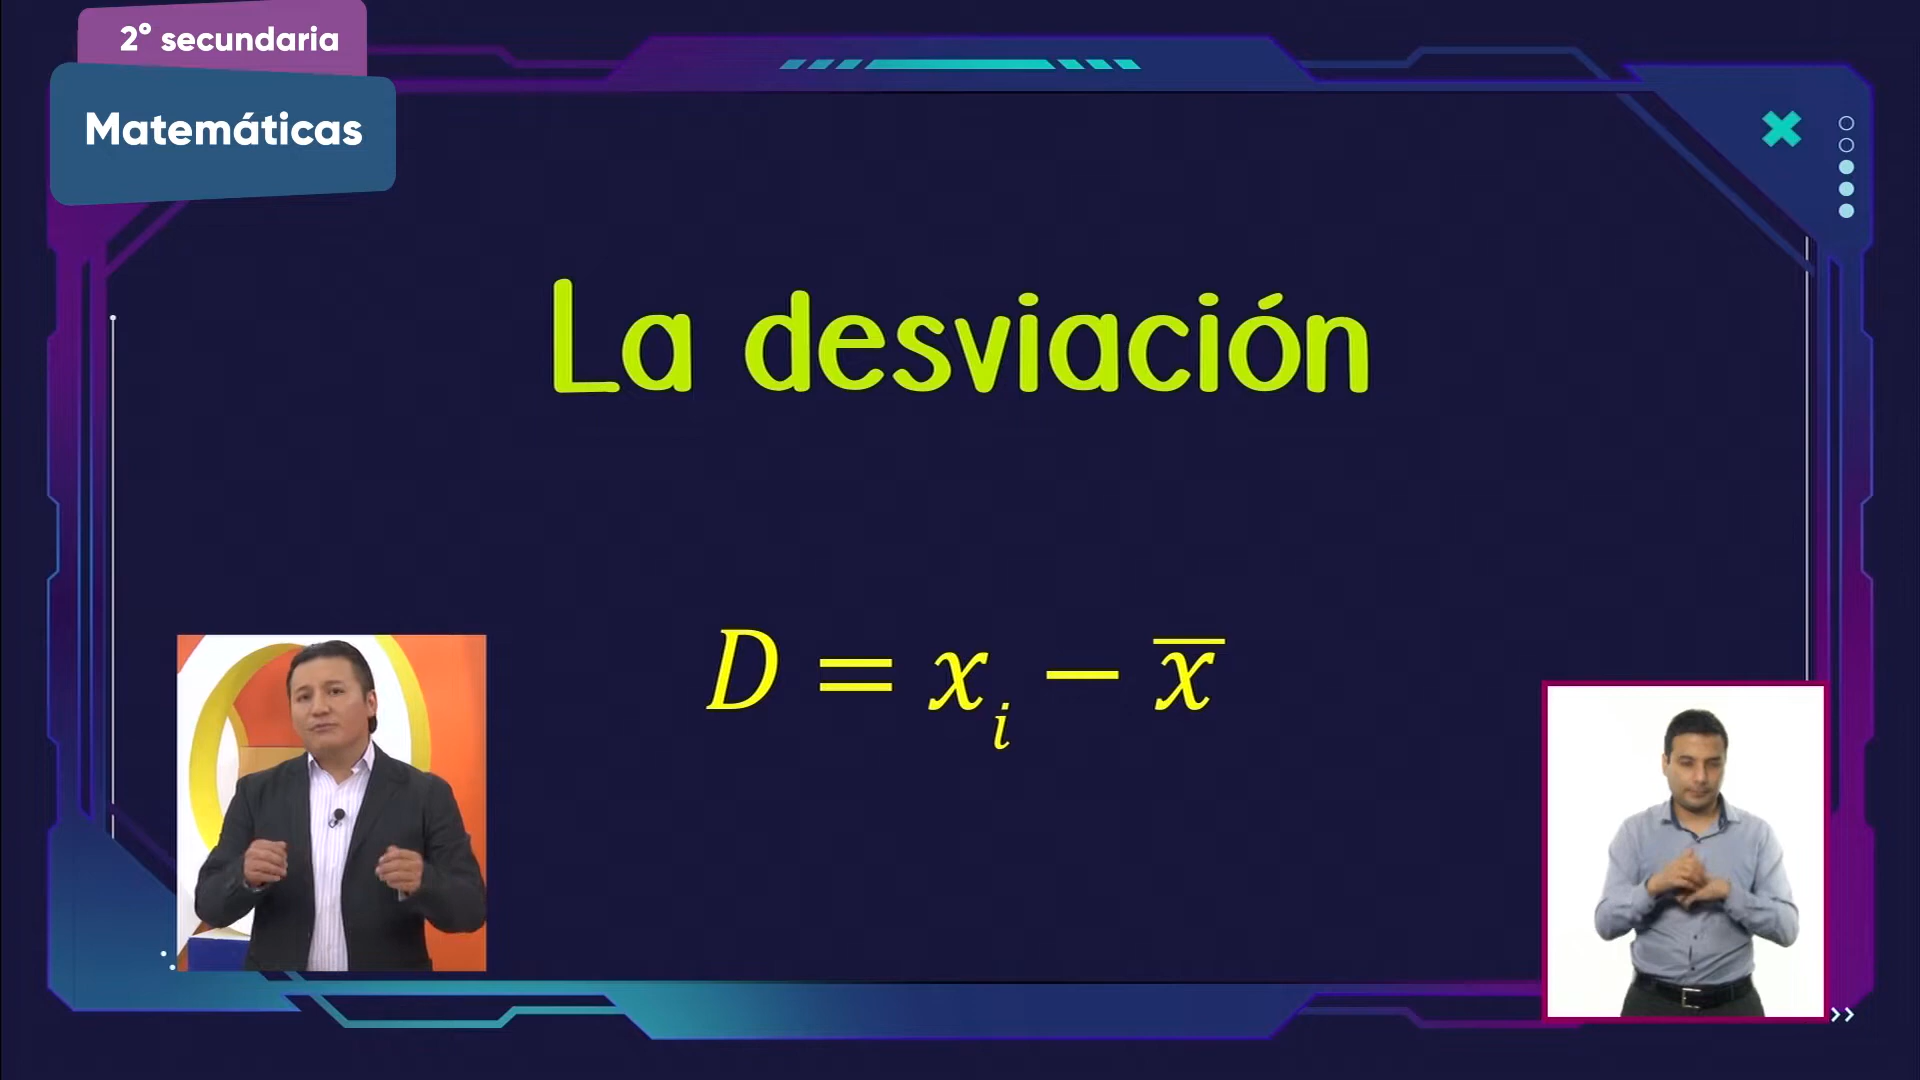 2° secundaria
Matemáticas
La desviación
D = x_i − x̄